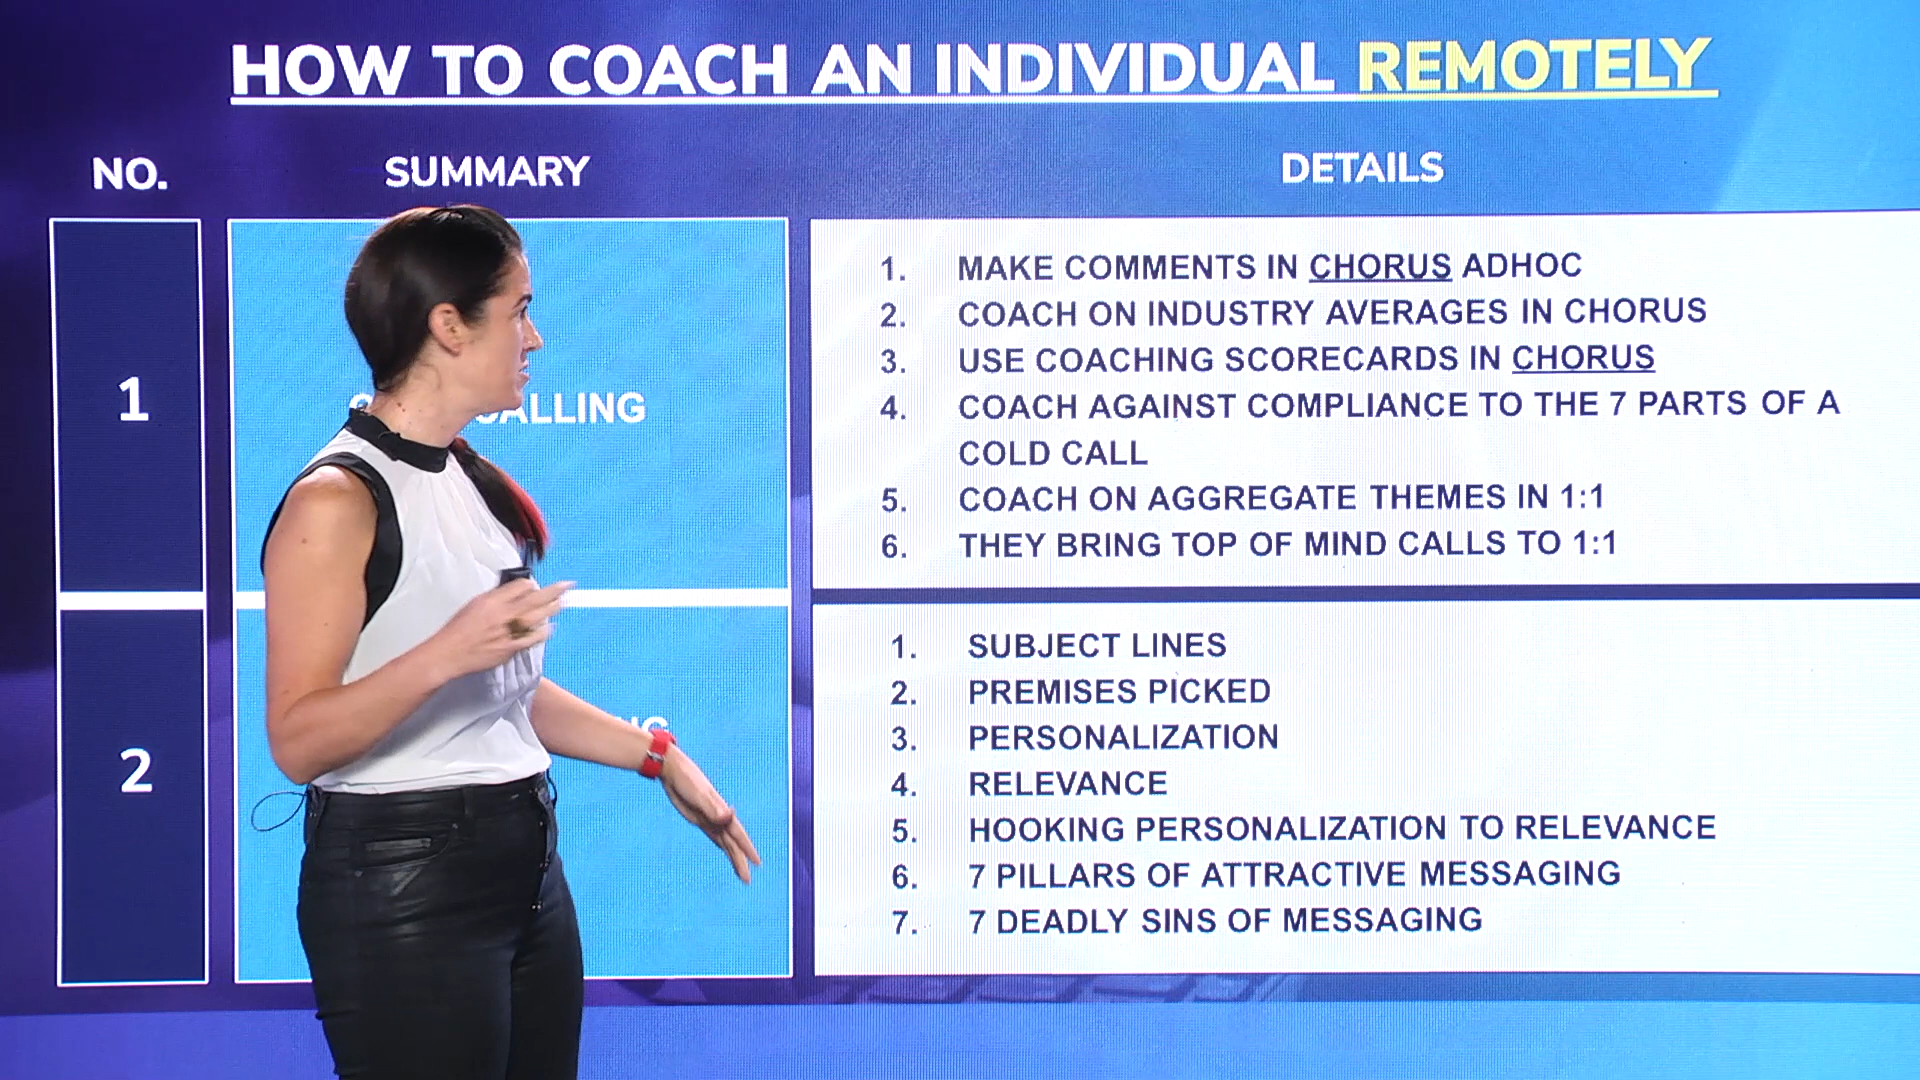 HOW TO COACH AN INDIVIDUAL REMOTELY
NO.
SUMMARY
DETAILS
1
1. MAKE COMMENTS IN CHORUS ADHOC
2. COACH ON INDUSTRY AVERAGES IN CHORUS
3. USE COACHING SCORECARDS IN CHORUS
4. COACH AGAINST COMPLIANCE TO THE 7 PARTS OF A
COLD CALL
5. COACH ON AGGREGATE THEMES IN 1:1
6. THEY BRING TOP OF MIND CALLS TO 1:1
2
1. SUBJECT LINES
2. PREMISES PICKED
3. PERSONALIZATION
4. RELEVANCE
5. HOOKING PERSONALIZATION TO RELEVANCE
6. 7 PILLARS OF ATTRACTIVE MESSAGING
7. 7 DEADLY SINS OF MESSAGING